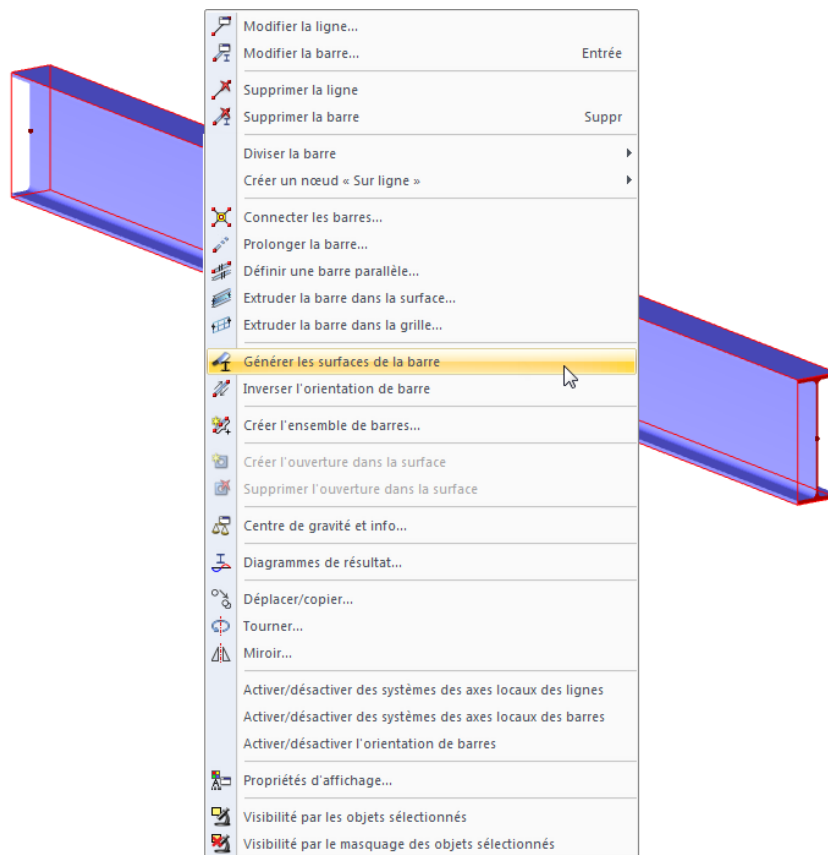 Modifier la ligne...
Modifier la barre... Entrée
Supprimer la ligne
Supprimer la barre Suppr
Diviser la barre
Créer un nœud « Sur ligne »
Connecter les barres...
Prolonger la barre...
Définir une barre parallèle...
Extruder la barre dans la surface...
Extruder la barre dans la grille...
Générer les surfaces de la barre
Inverser l'orientation de barre
Créer l'ensemble de barres...
Créer l'ouverture dans la surface
Supprimer l'ouverture dans la surface
Centre de gravité et info...
Diagrammes de résultat...
Déplacer/copier...
Tourner...
Miroir...
Activer/désactiver des systèmes des axes locaux des lignes
Activer/désactiver des systèmes des axes locaux des barres
Activer/désactiver l'orientation de barres
Propriétés d'affichage...
Visibilité par les objets sélectionnés
Visibilité par le masquage des objets sélectionnés